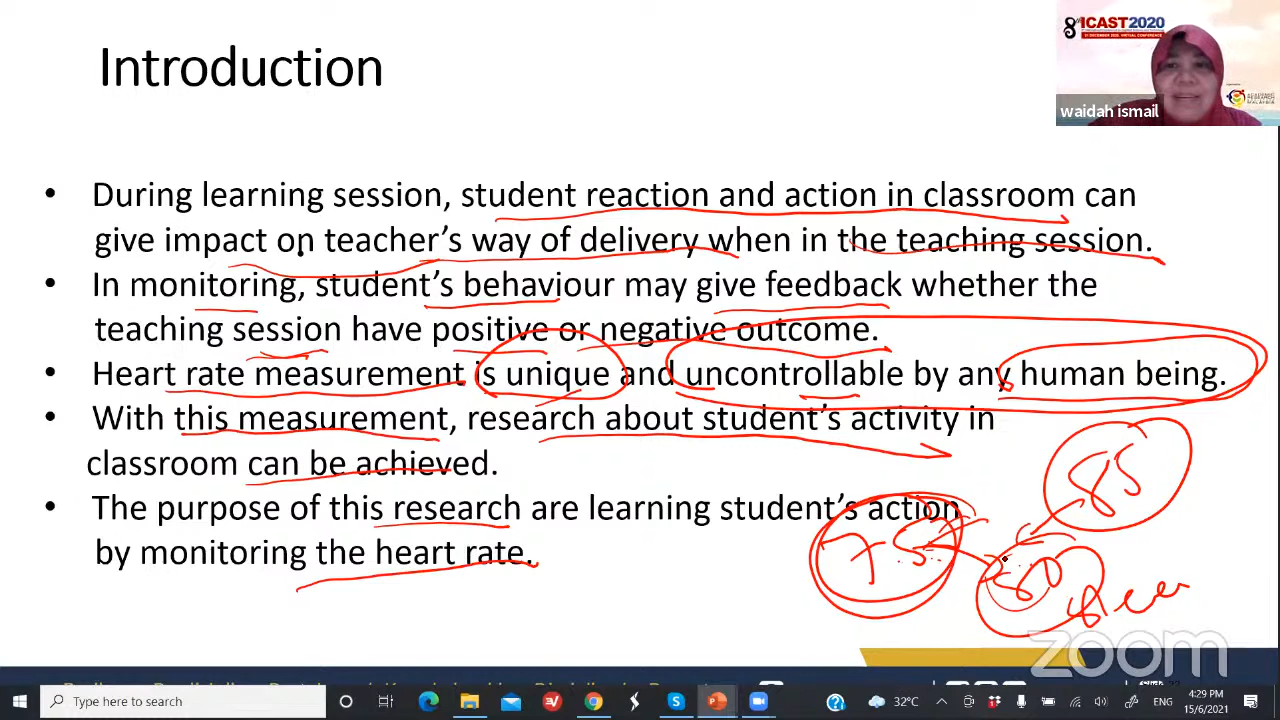 Introduction
8th ICAST2020
waidah ismail
• During learning session, student reaction and action in classroom can
give impact on teacher's way of delivery when in the teaching session.
• In monitoring, student's behaviour may give feedback whether the
teaching session have positive or negative outcome.
• Heart rate measurement is unique and uncontrollable by any human being.
• With this measurement, research about student's activity in
classroom can be achieved.
• The purpose of this research are learning student's action
by monitoring the heart rate.
85
75
80
zoom
Type here to search
32°C
ENG
4:29 PM
15/6/2021